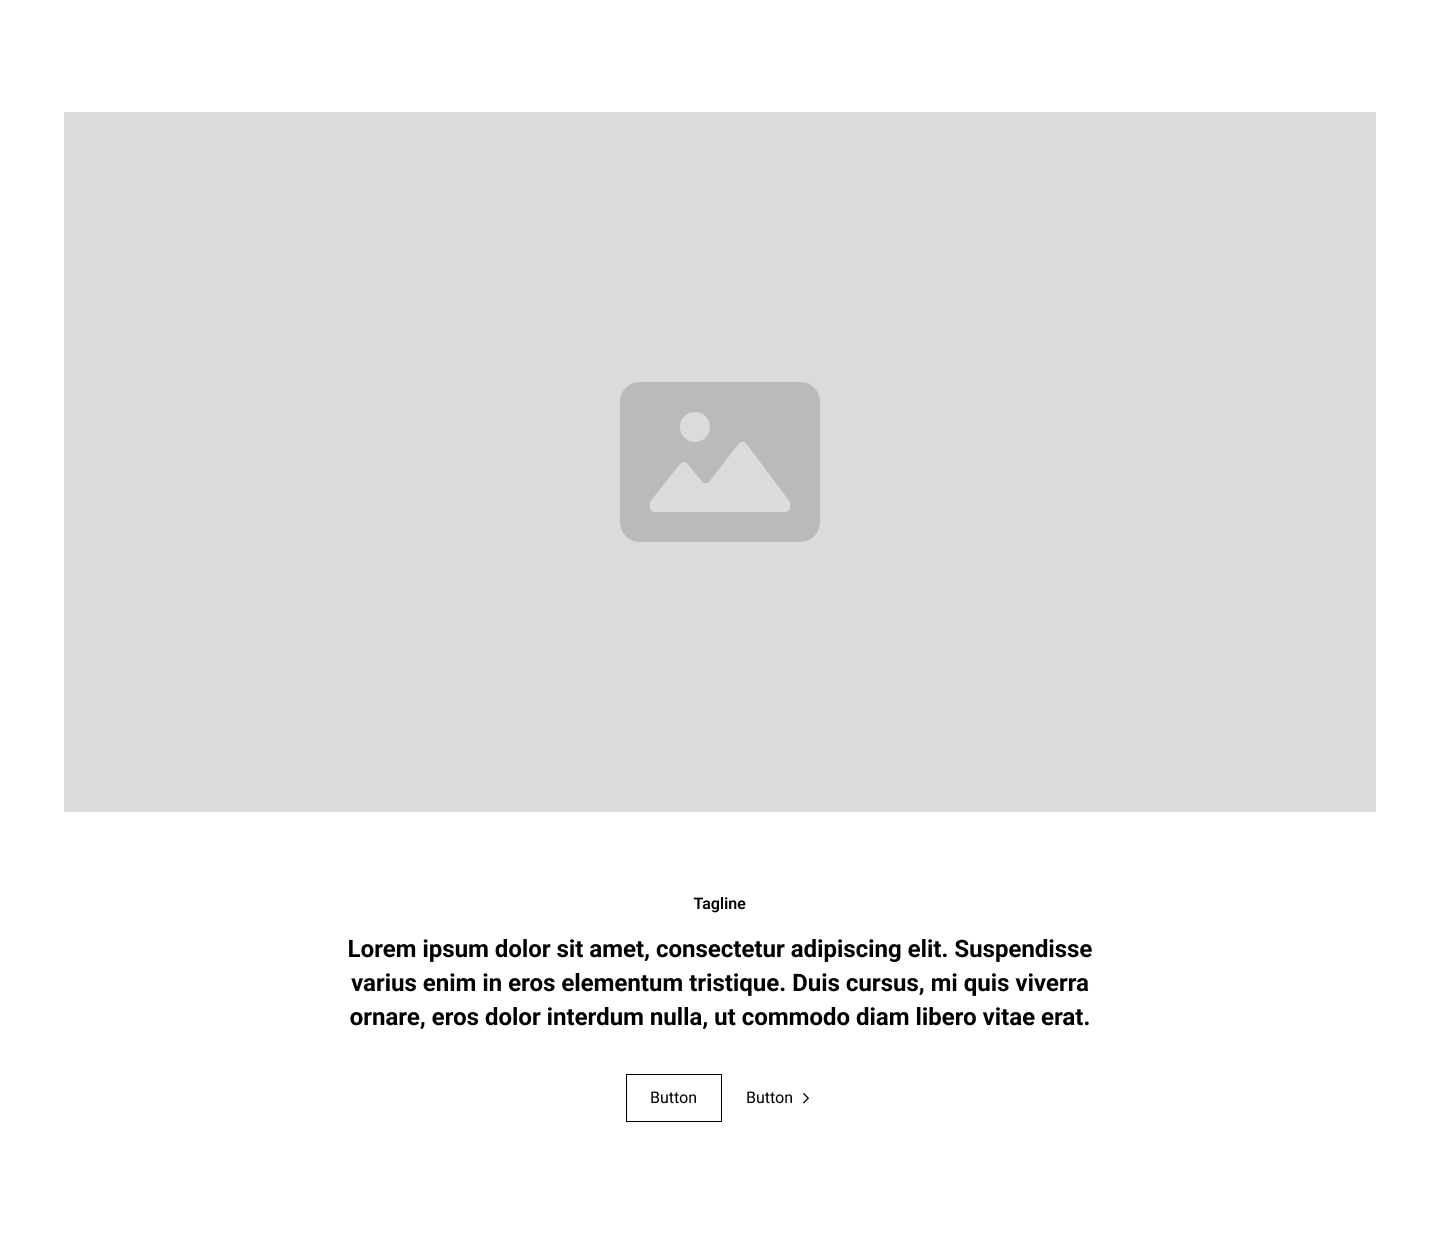 Tagline
Lorem ipsum dolor sit amet, consectetur adipiscing elit. Suspendisse
varius enim in eros elementum tristique. Duis cursus, mi quis viverra
ornare, eros dolor interdum nulla, ut commodo diam libero vitae erat.
Button
Button